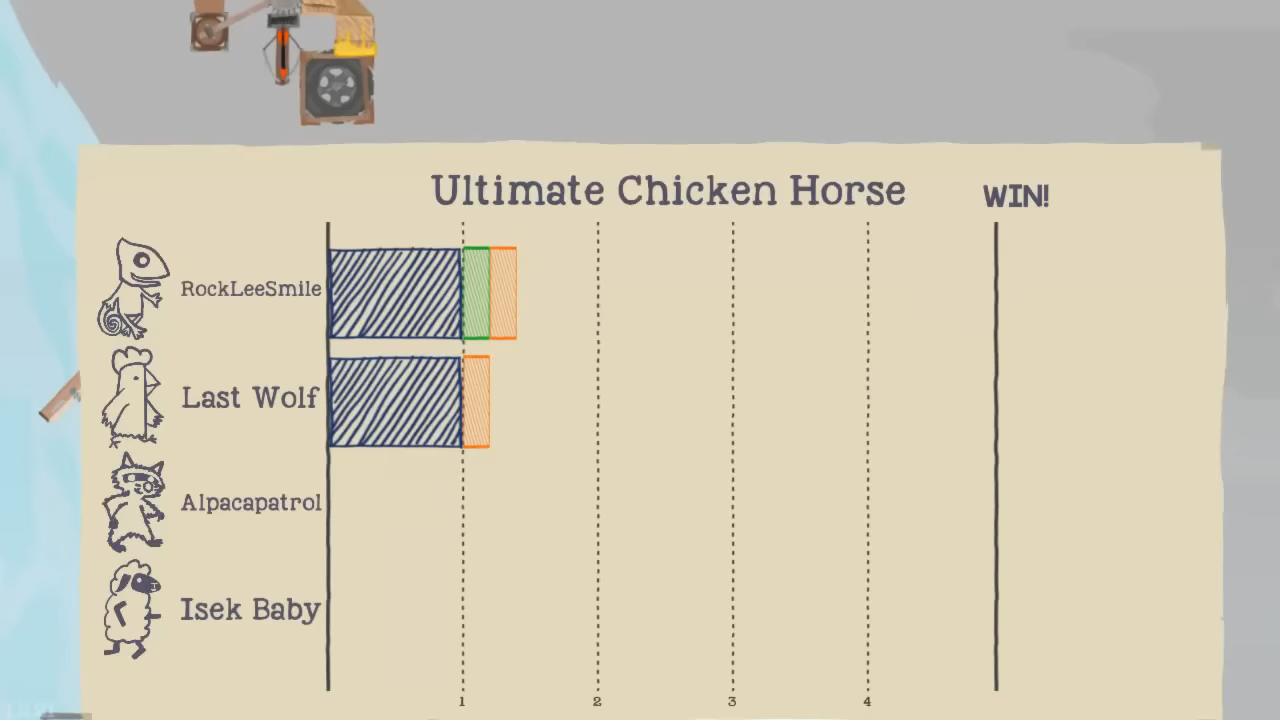 Ultimate Chicken Horse
WIN!
RockLeeSmile
Last Wolf
Alpacapatrol
Isek Baby
1 2 3 4